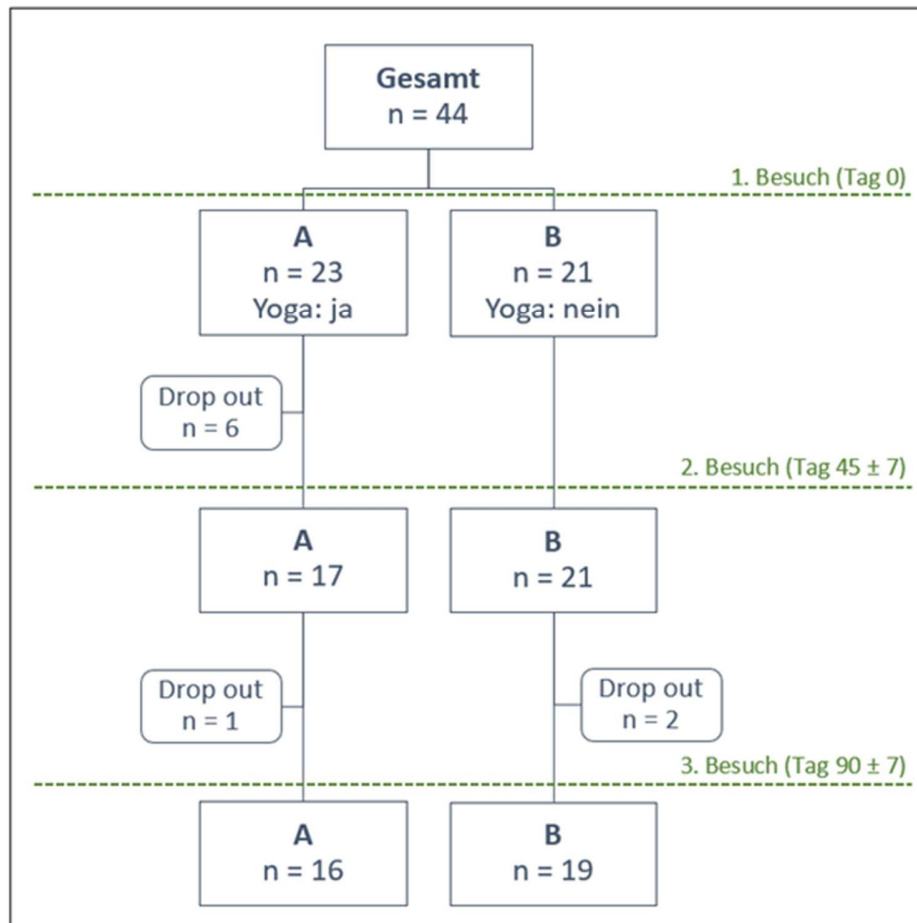 Gesamt
n = 44
1. Besuch (Tag 0)
A
n = 23
Yoga: ja
B
n = 21
Yoga: nein
Drop out
n = 6
2. Besuch (Tag 45 ± 7)
A
n = 17
B
n = 21
Drop out
n = 1
Drop out
n = 2
3. Besuch (Tag 90 ± 7)
A
n = 16
B
n = 19